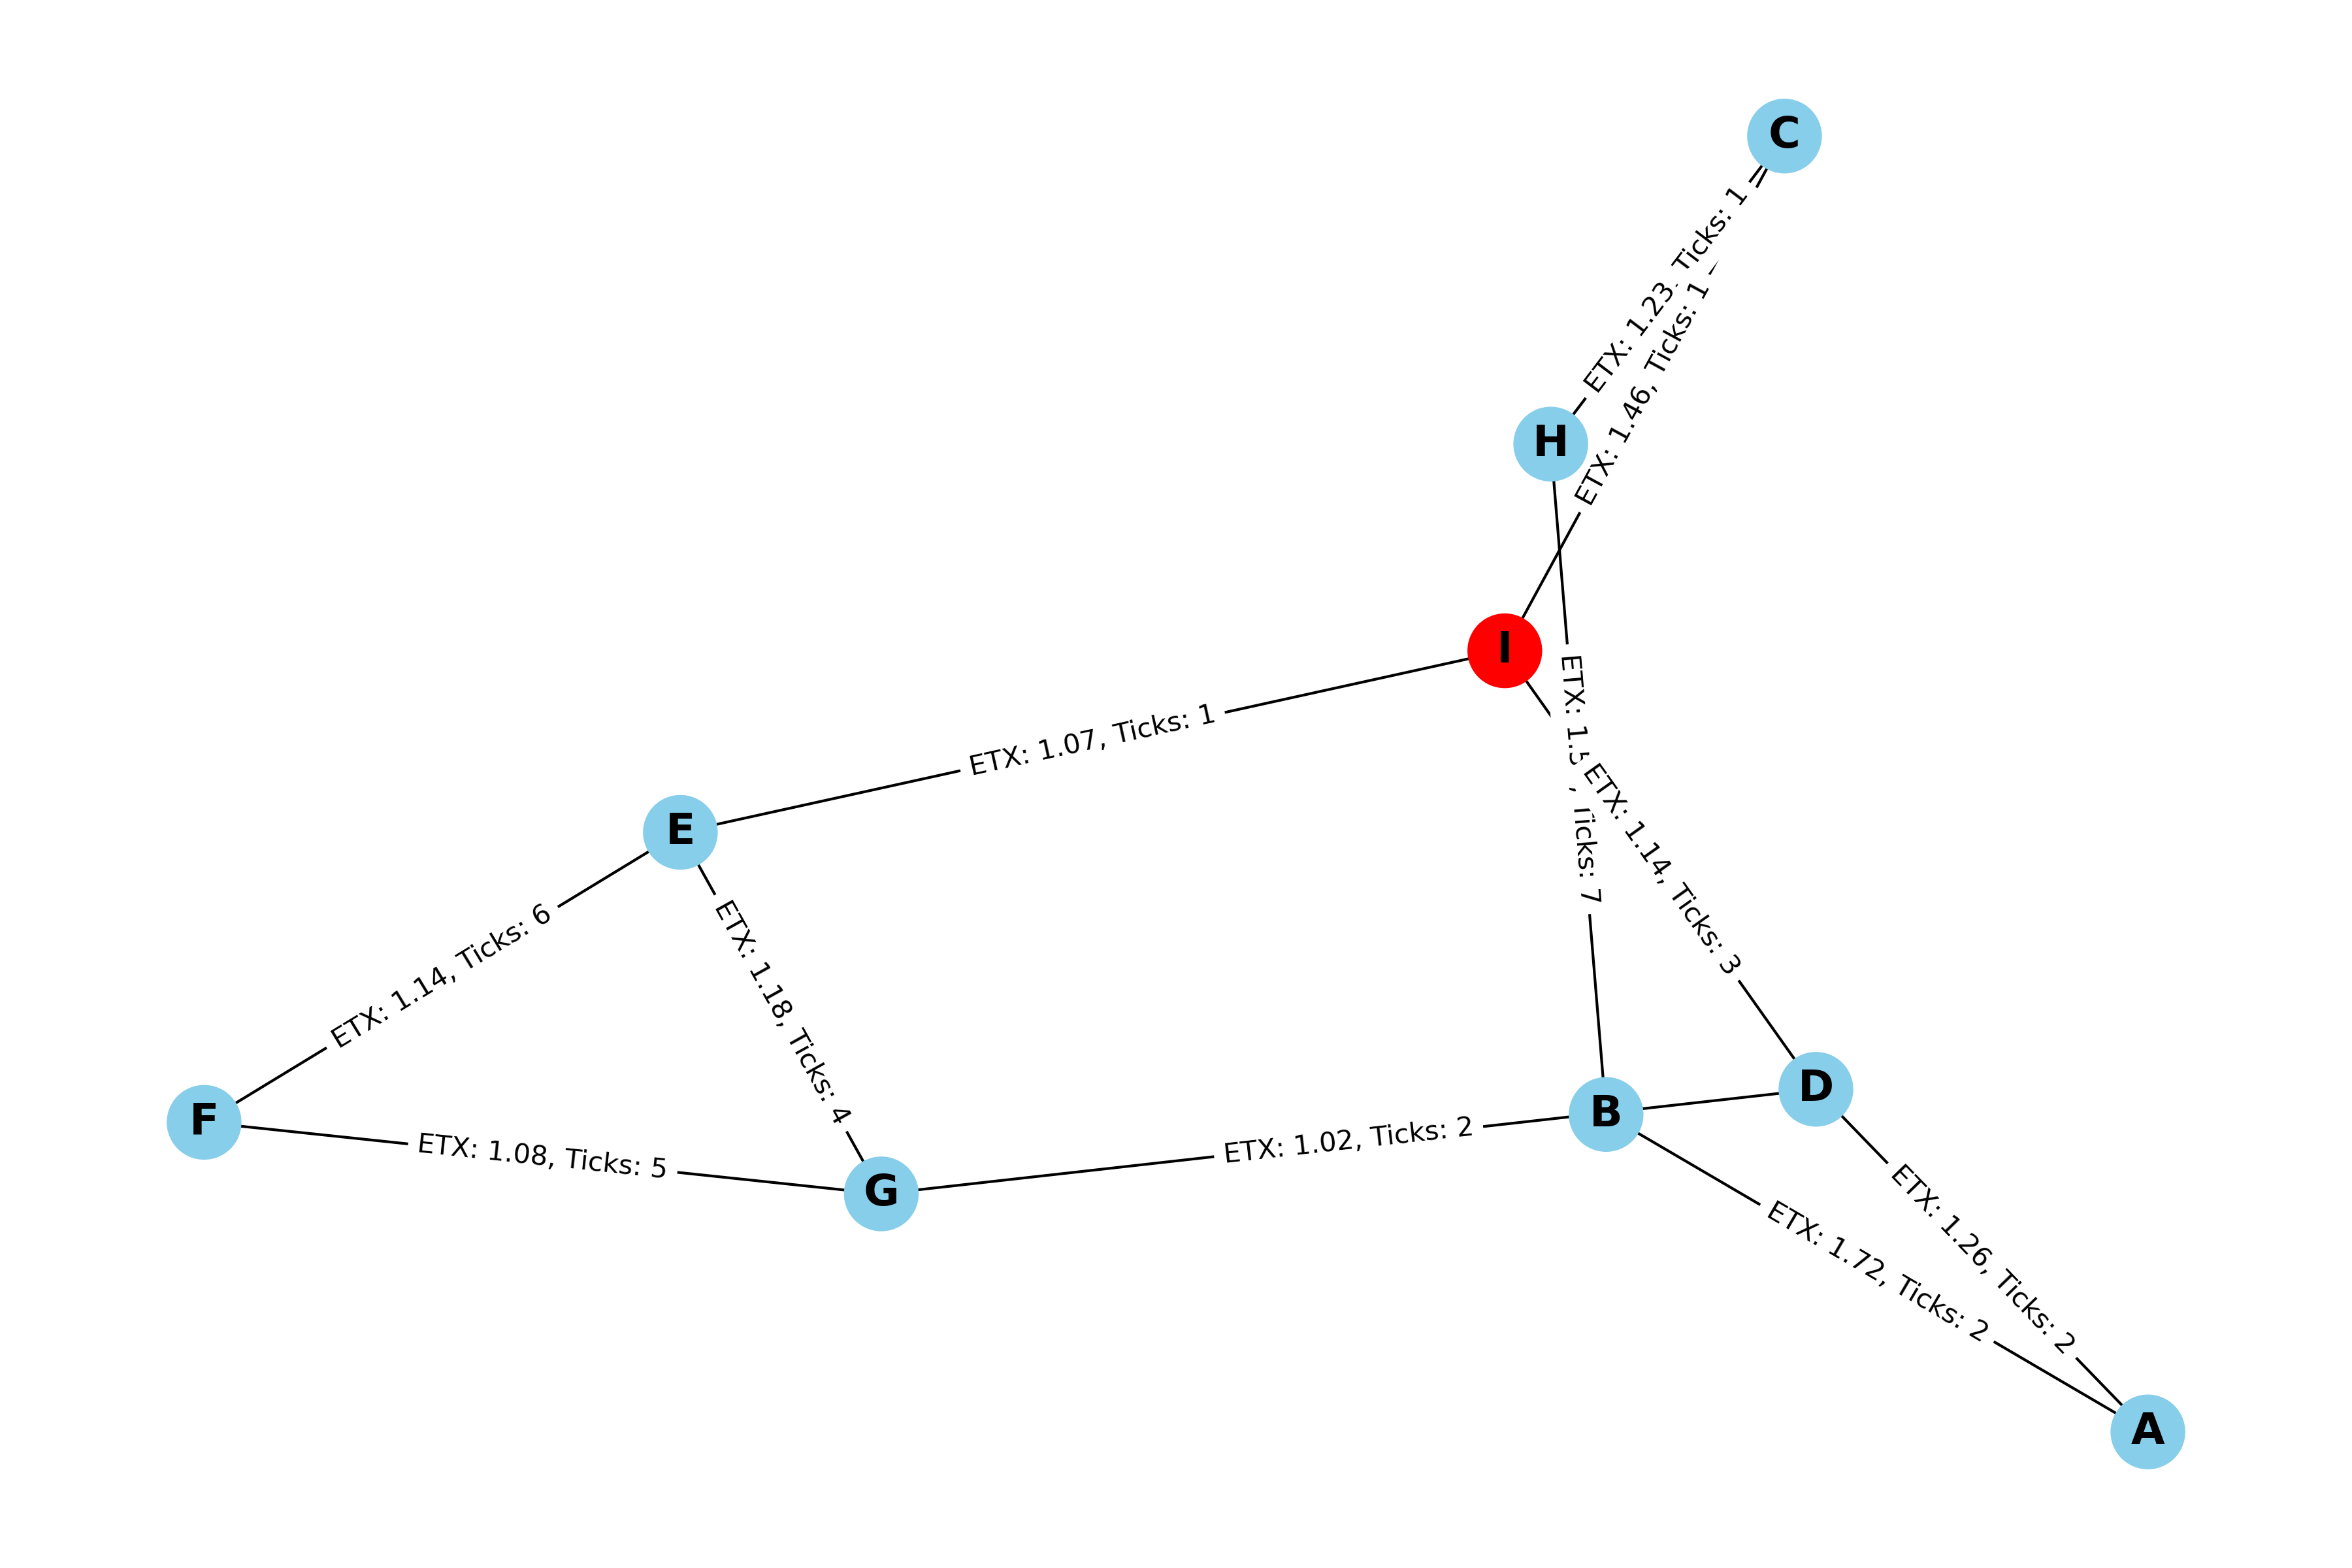 C
ETX: 1.23, Ticks: 1
ETX: 1.46, Ticks: 1
H
I
ETX: 1.07, Ticks: 1
ETX: Ticks: 7
ETX: 1.14, Ticks: 3
E
ETX: 1.14, Ticks: 6
ETX: 1.18, Ticks: 4
D
B
F
ETX: 1.02, Ticks: 2
ETX: 1.08, Ticks: 5
G
ETX: 1.26, Ticks: 2
ETX: 1.72, Ticks: 2
A